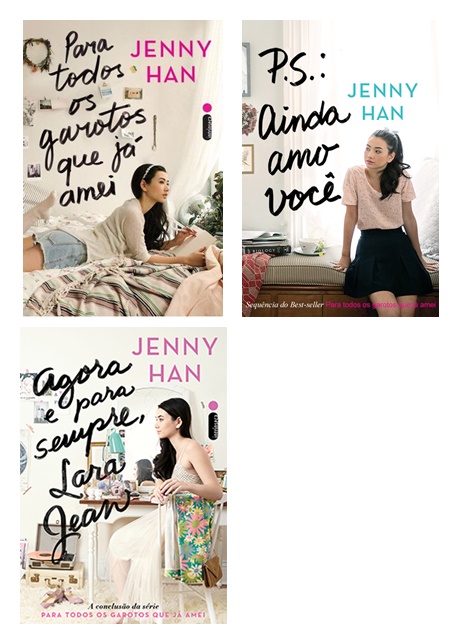 Para
todos
os
garotos
que já
amei
JENNY
HAN
P.S.:
Ainda
amo
você
JENNY
HAN
BIOLOGY
Sequência do Best-seller Para todos os garotos que já amei
JENNY
HAN
Agora
e para
sempre,
Lara
Jean
A conclusão da série
PARA TODOS OS GAROTOS QUE JÁ AMEI